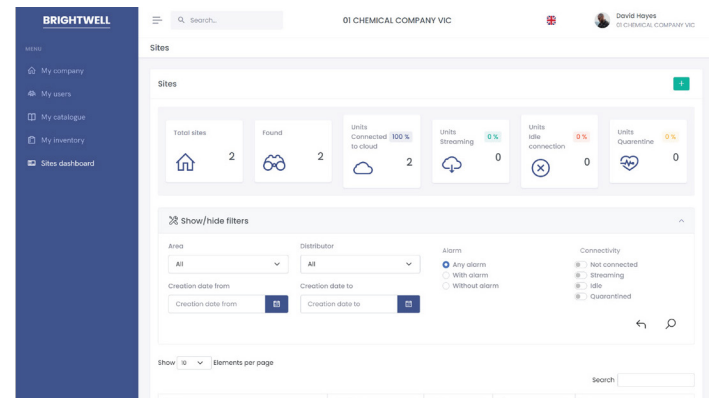 BRIGHTWELL
Search..
01 CHEMICAL COMPANY VIC
David Hayes
01 CHEMICAL COMPANY VIC
MENU
My company
My users
My catalogue
My inventory
Sites dashboard
Sites
Sites
+
Total sites
2
Found
2
Units
Connected 100 %
to cloud
2
Units
Streaming 0 %
0
Units
Idle 0 %
connection
0
Units
Quarentine 0 %
0
Show/hide filters
Area
All
Distributor
All
Creation date from
Creation date from
Creation date to
Creation date to
Alarm
Any alarm
With alarm
Without alarm
Connectivity
Not connected
Streaming
Idle
Quarantined
Show 10 Elements per page
Search